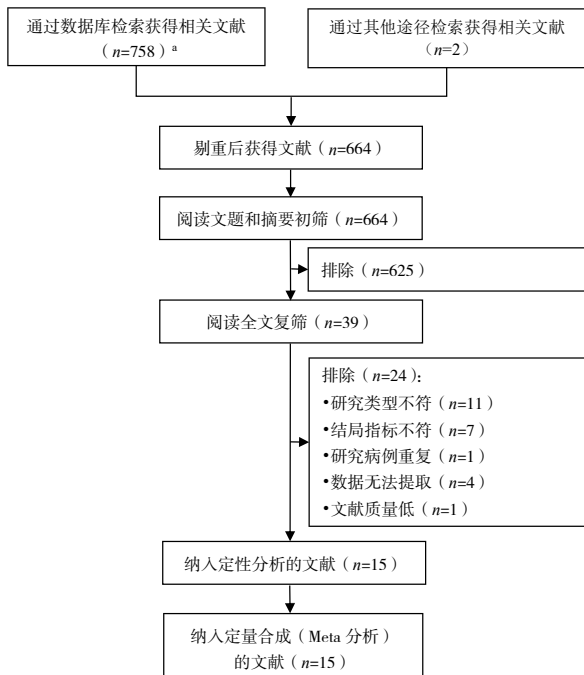 通过数据库检索获得相关文献
（n=758）a
通过其他途径检索获得相关文献
（n=2）
剔重后获得文献（n=664）
阅读文题和摘要初筛（n=664）
排除（n=625）
阅读全文复筛（n=39）
排除（n=24）：
•研究类型不符（n=11）
•结局指标不符（n=7）
•研究病例重复（n=1）
•数据无法提取（n=4）
•文献质量低（n=1）
纳入定性分析的文献（n=15）
纳入定量合成（Meta 分析）
的文献（n=15）